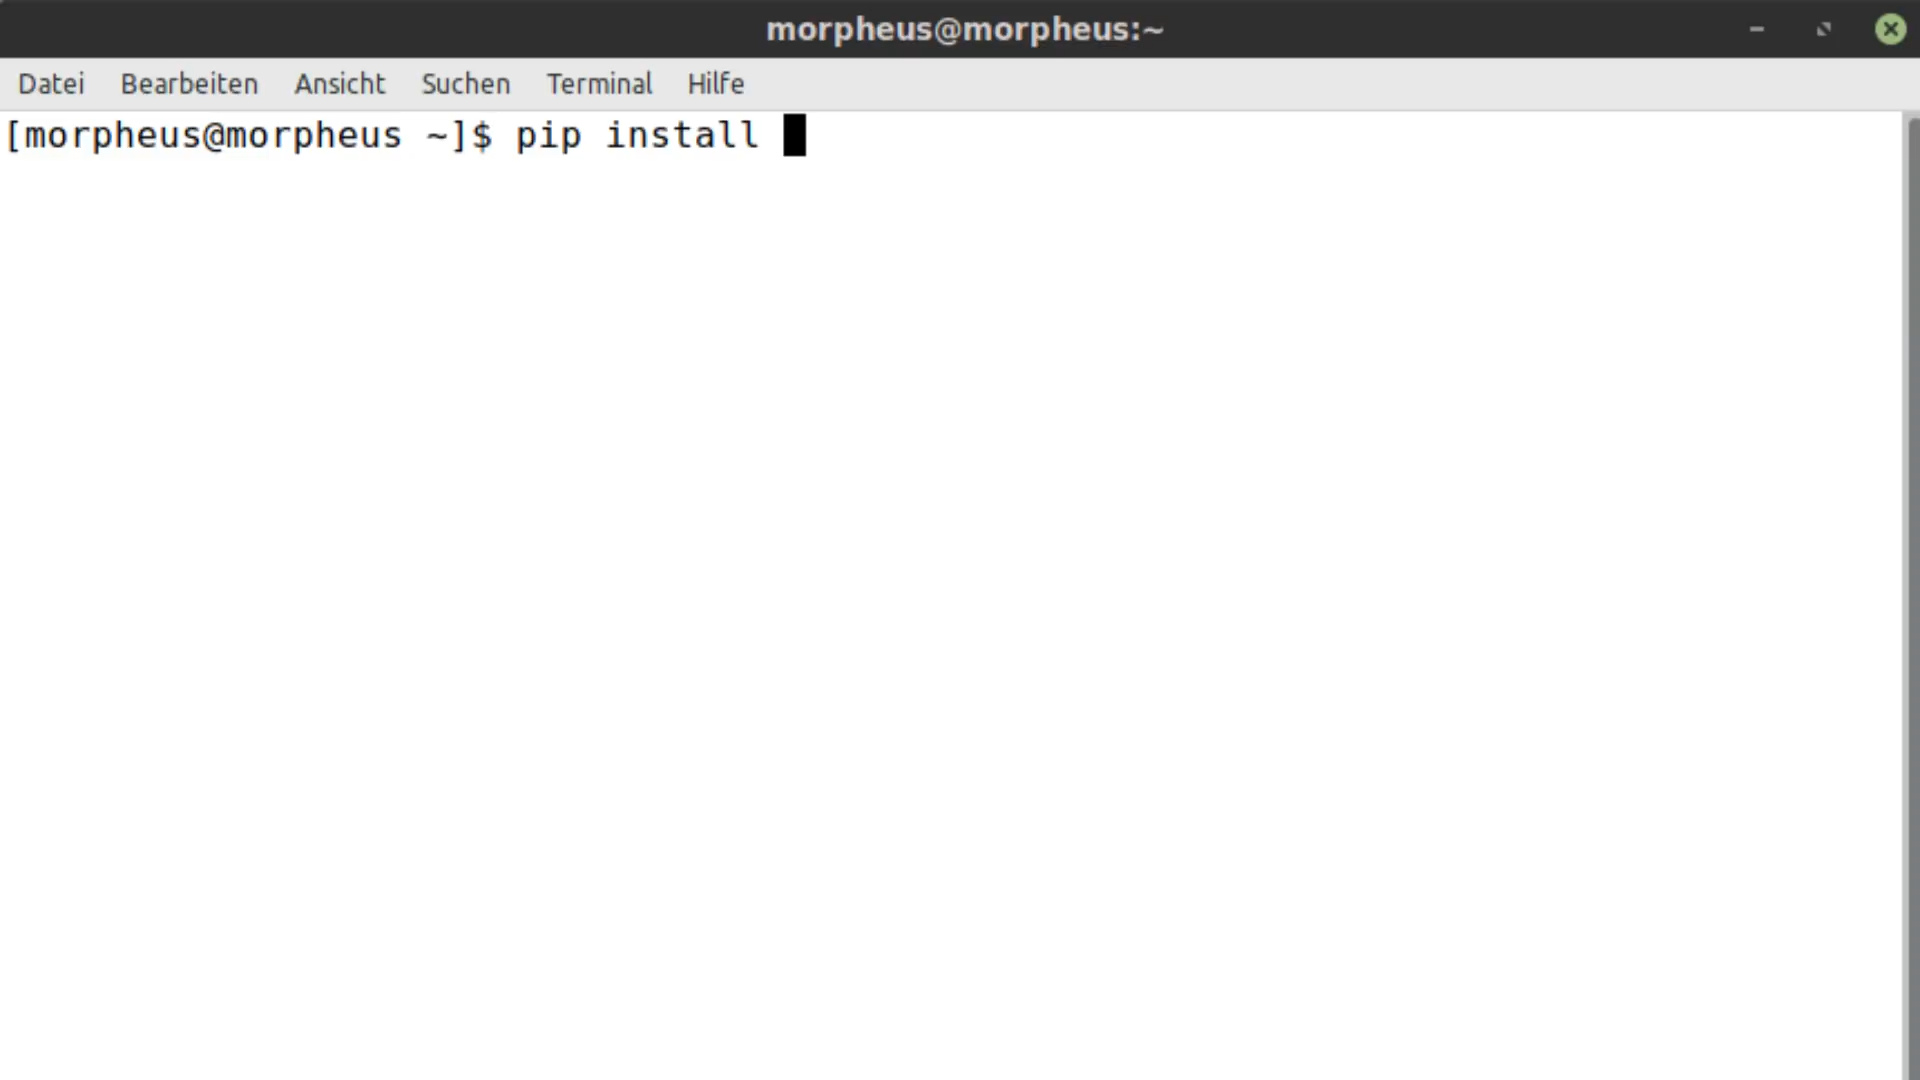 morpheus@morpheus:~
Datei Bearbeiten Ansicht Suchen Terminal Hilfe
[morpheus@morpheus ~]$ pip install